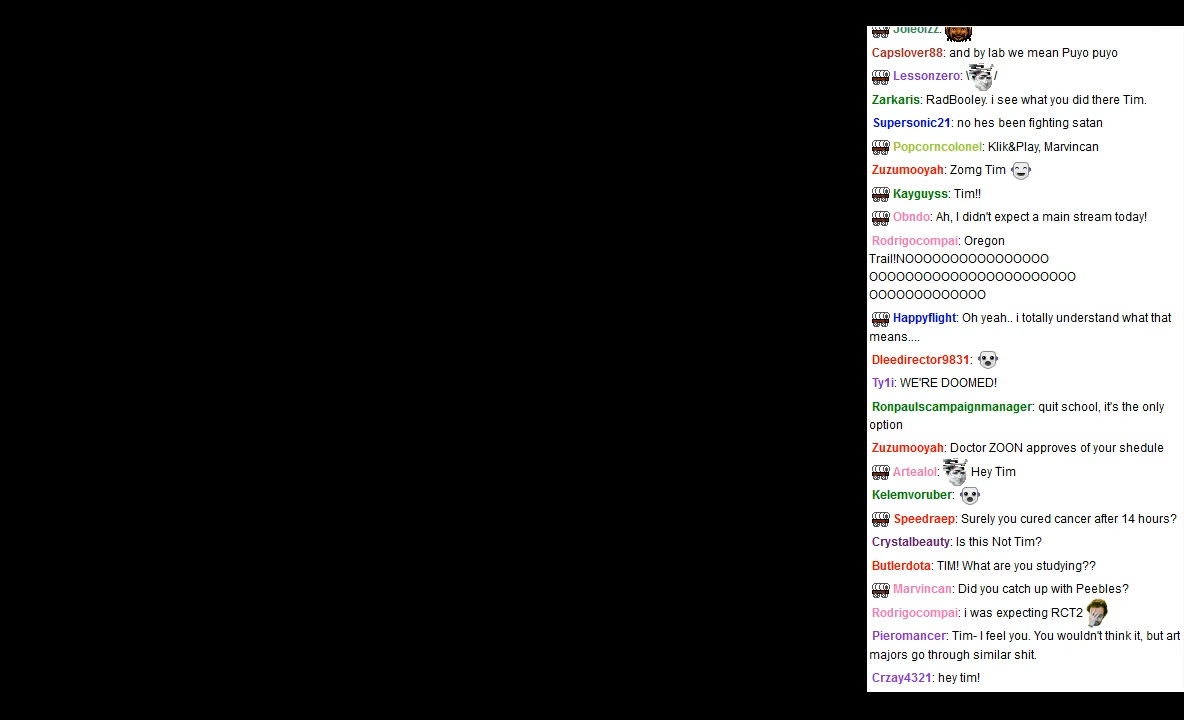 Joleolzz:
Capslover88: and by lab we mean Puyo puyo
Lessonzero: \ /
Zarkaris: RadBooley. i see what you did there Tim.
Supersonic21: no hes been fighting satan
Popcorncolonel: Klik&Play, Marvincan
Zuzumooyah: Zomg Tim
Kayguyss: Tim!!
Obndo: Ah, I didn't expect a main stream today!
Rodrigocompai: Oregon
Trail!NOOOOOOOOOOOOOOOO
OOOOOOOOOOOOOOOOOOOOOOO
OOOOOOOOOOOOO
Happyflight: Oh yeah.. i totally understand what that
means....
Dleedirector9831:
Ty1i: WE'RE DOOMED!
Ronpaulscampaignmanager: quit school, it's the only
option
Zuzumooyah: Doctor ZOON approves of your shedule
Artealol: Hey Tim
Kelemvoruber:
Speedraep: Surely you cured cancer after 14 hours?
Crystalbeauty: Is this Not Tim?
Butlerdota: TIM! What are you studying??
Marvincan: Did you catch up with Peebles?
Rodrigocompai: i was expecting RCT2
Pieromancer: Tim- I feel you. You wouldn't think it, but art
majors go through similar shit.
Crzay4321: hey tim!